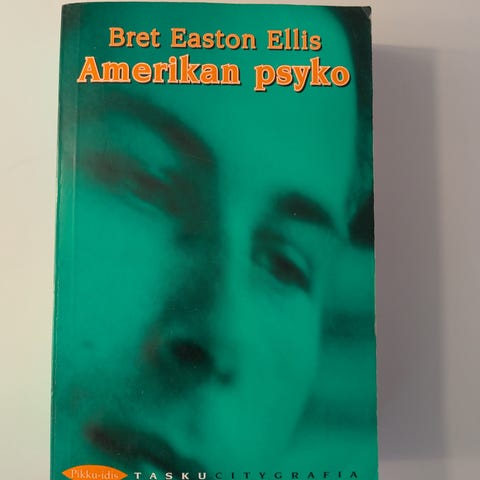 Bret Easton Ellis
Amerikan psyko
Pikku-idis TASKUCITYGRAFIA